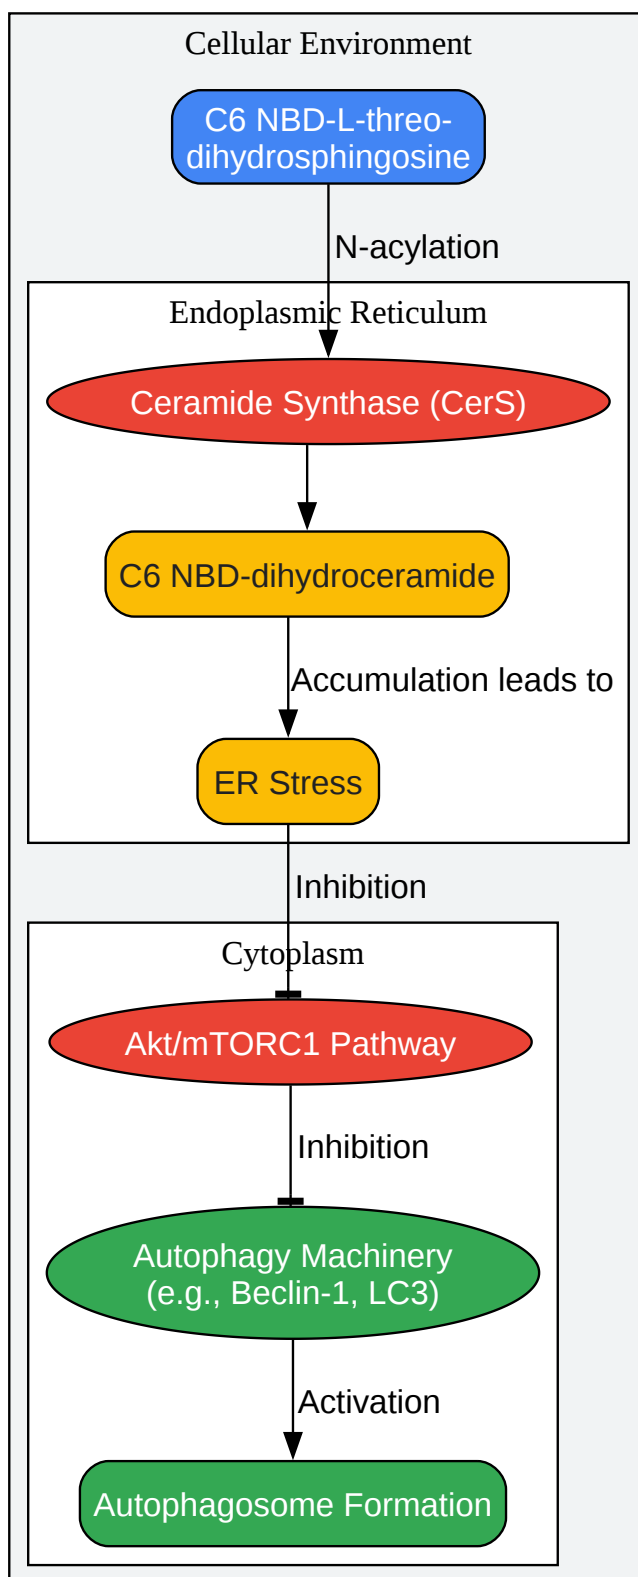 Cellular Environment
C6 NBD-L-threo-
dihydrosphingosine
N-acylation
Endoplasmic Reticulum
Ceramide Synthase (CerS)
C6 NBD-dihydroceramide
Accumulation leads to
ER Stress
Inhibition
Cytoplasm
Akt/mTORC1 Pathway
Inhibition
Autophagy Machinery
(e.g., Beclin-1, LC3)
Activation
Autophagosome Formation